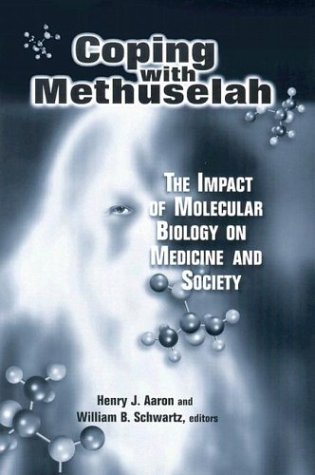 Coping
with
Methuselah
THE IMPACT
OF MOLECULAR
BIOLOGY ON
MEDICINE AND
SOCIETY
Henry J. Aaron and
William B. Schwartz, editors